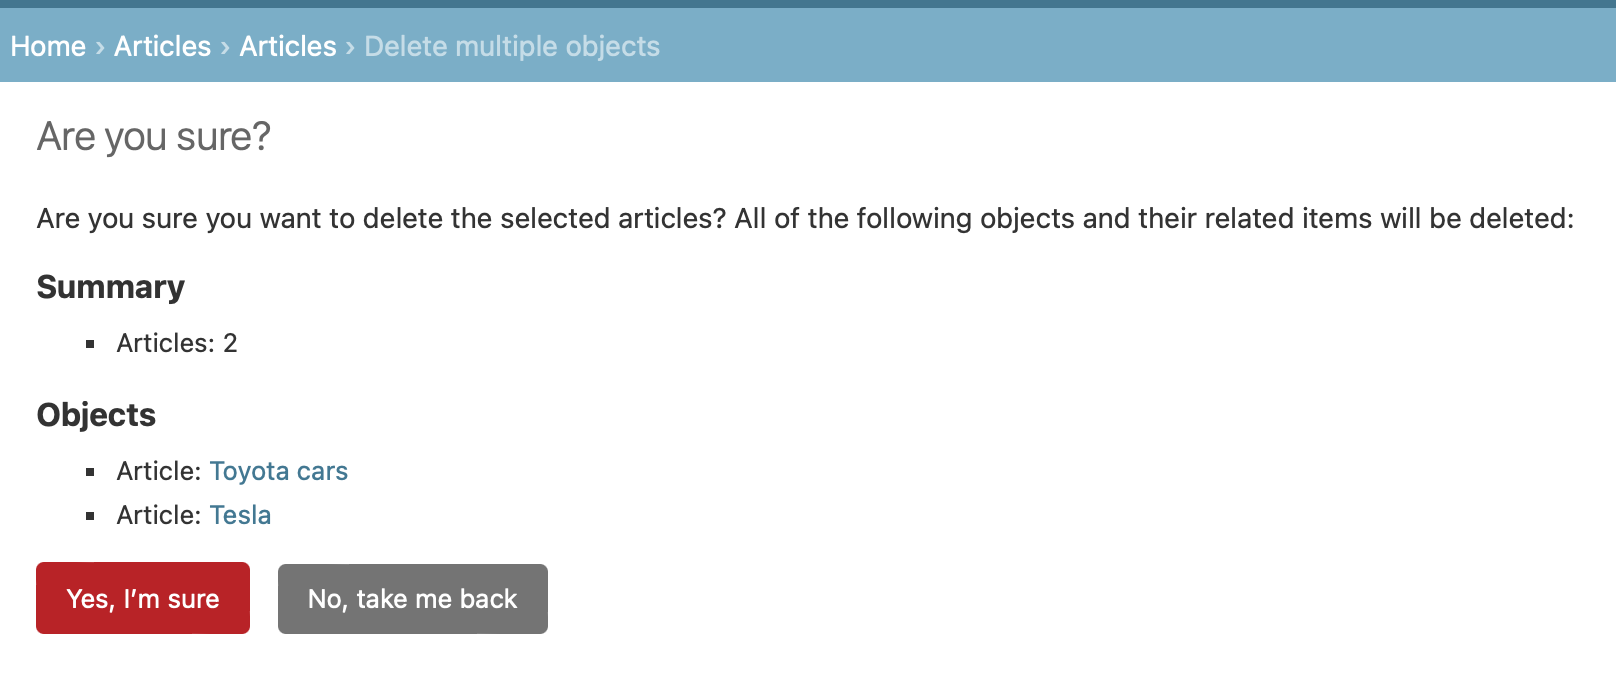 Home › Articles › Articles › Delete multiple objects
Are you sure?
Are you sure you want to delete the selected articles? All of the following objects and their related items will be deleted:
Summary
Articles: 2
Objects
Article: Toyota cars
Article: Tesla
Yes, I’m sure
No, take me back